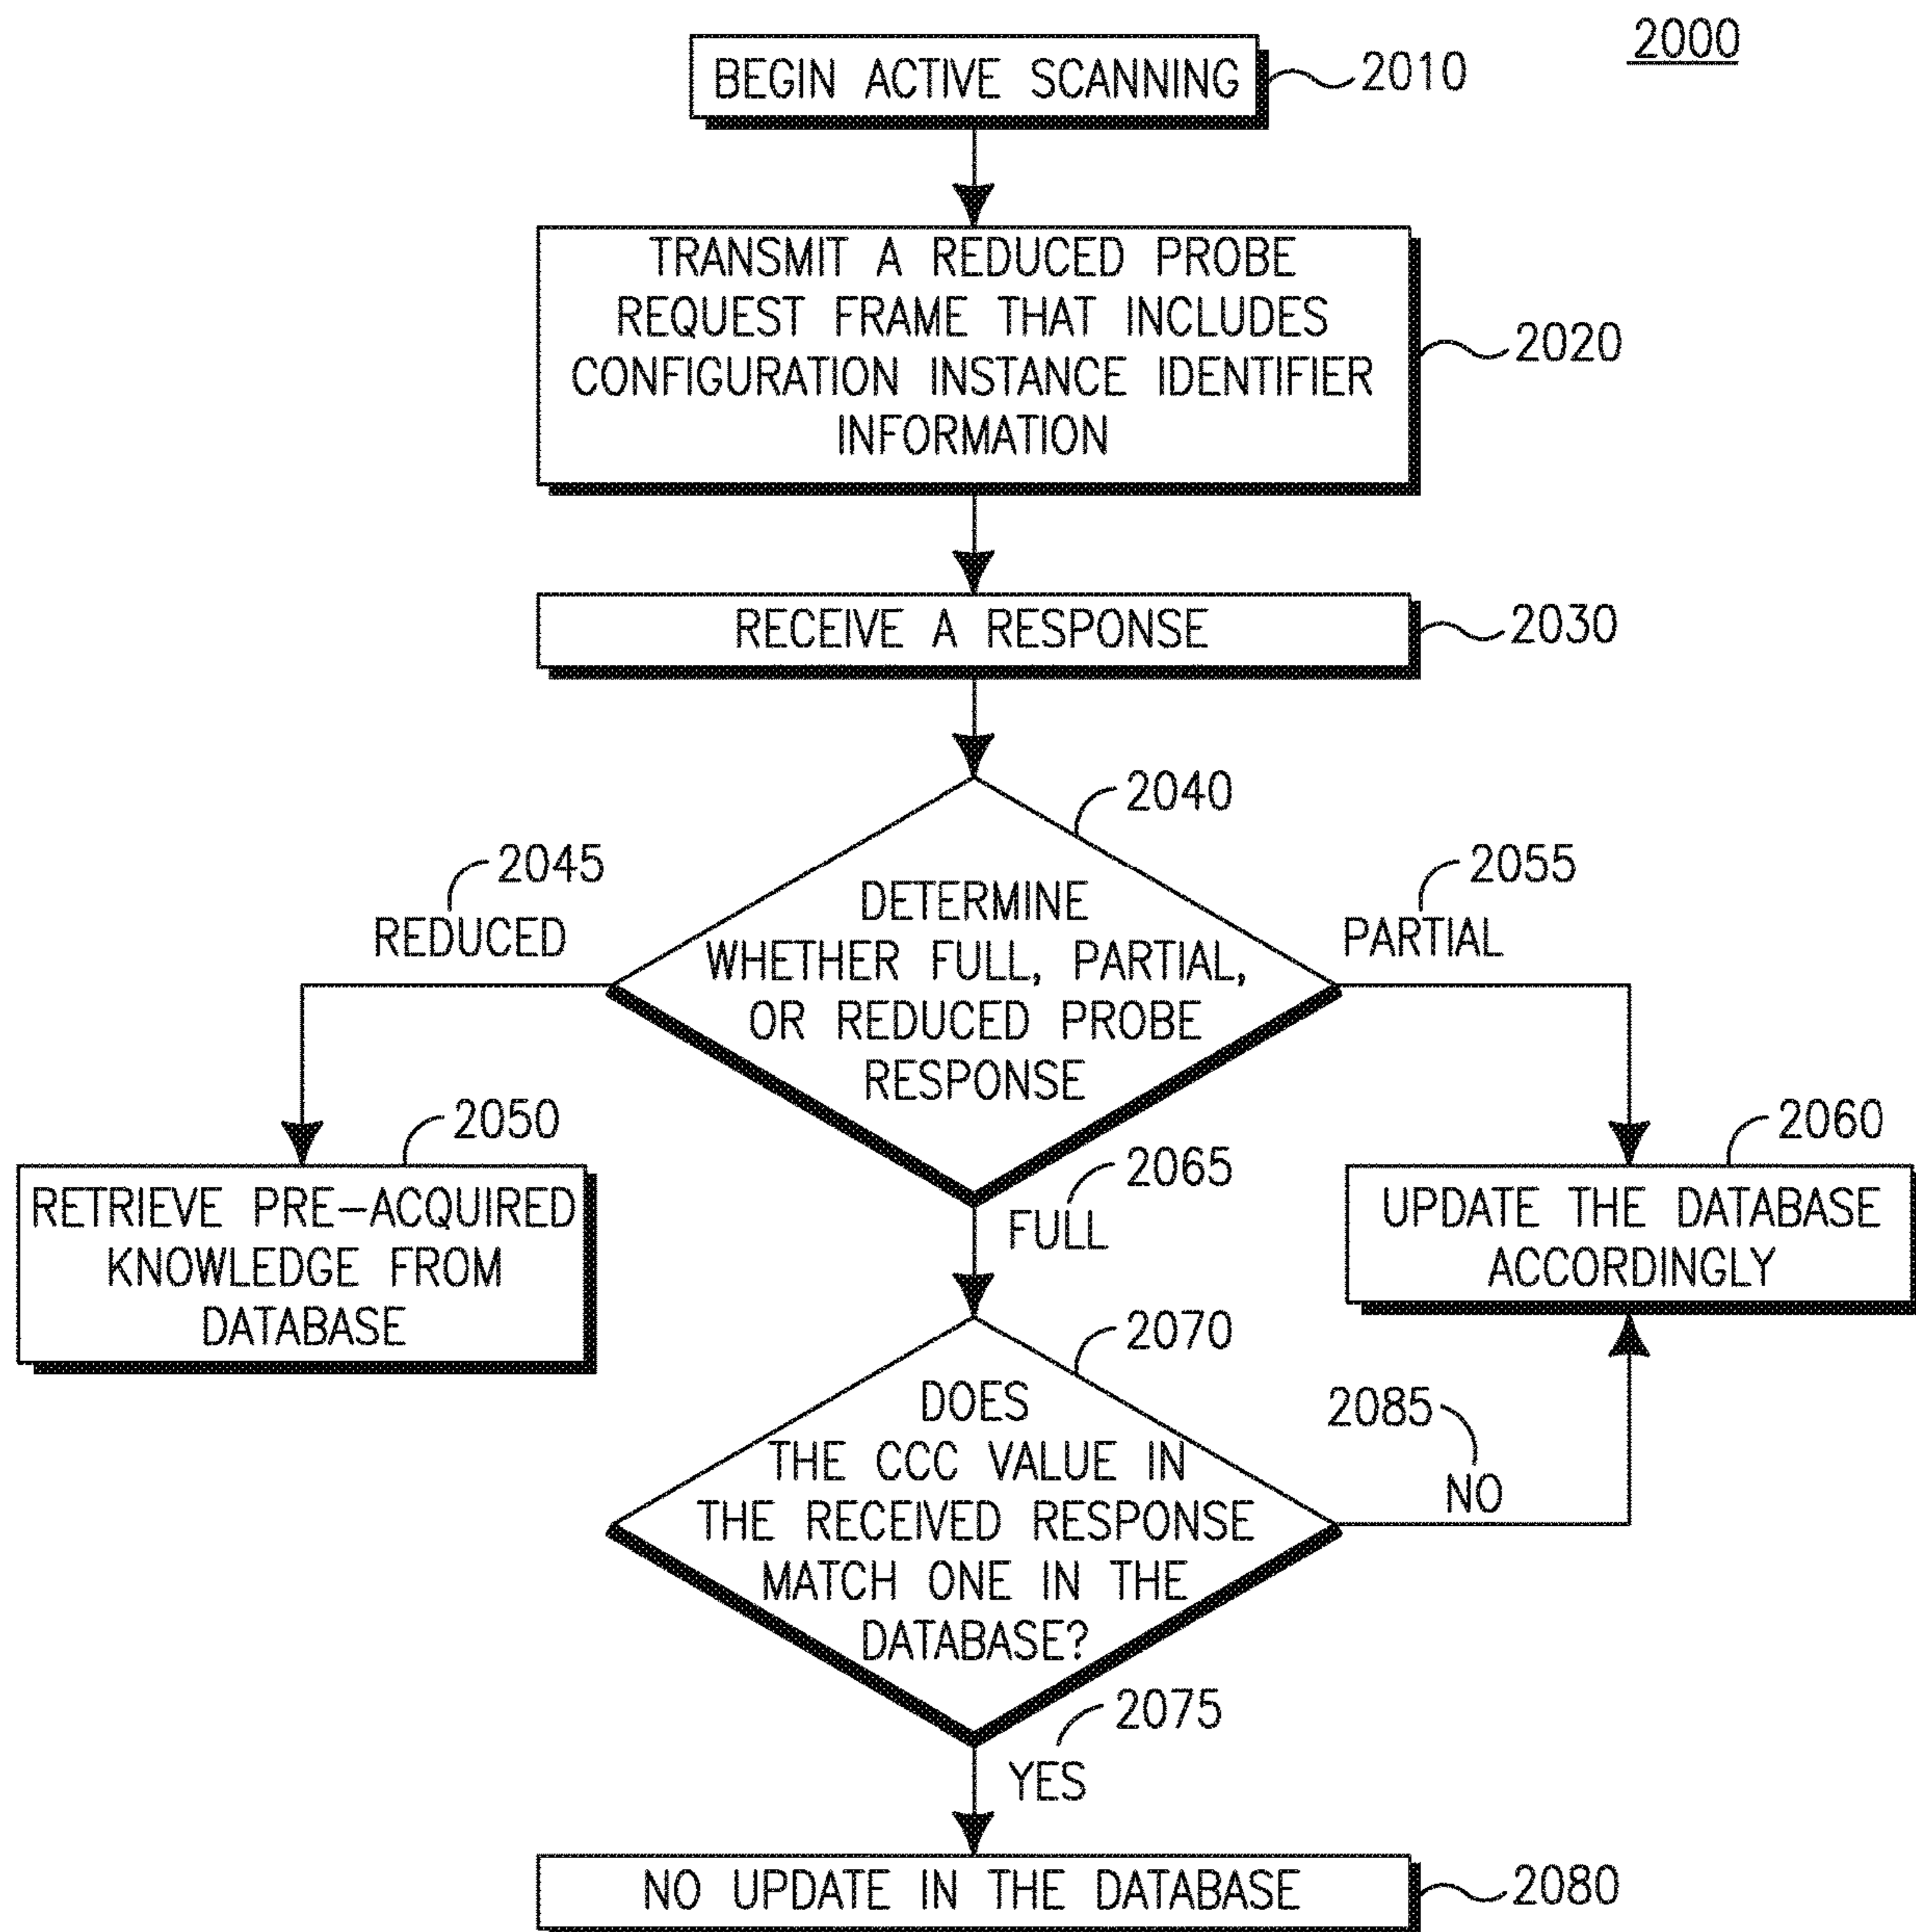 2000
BEGIN ACTIVE SCANNING
2010
TRANSMIT A REDUCED PROBE
REQUEST FRAME THAT INCLUDES
CONFIGURATION INSTANCE IDENTIFIER
INFORMATION
2020
RECEIVE A RESPONSE
2030
2040
DETERMINE
WHETHER FULL, PARTIAL,
OR REDUCED PROBE
RESPONSE
2045
REDUCED
2055
PARTIAL
2050
RETRIEVE PRE-ACQUIRED
KNOWLEDGE FROM
DATABASE
2065
FULL
2060
UPDATE THE DATABASE
ACCORDINGLY
2070
DOES
THE CCC VALUE IN
THE RECEIVED RESPONSE
MATCH ONE IN THE
DATABASE?
2085
NO
2075
YES
NO UPDATE IN THE DATABASE
2080